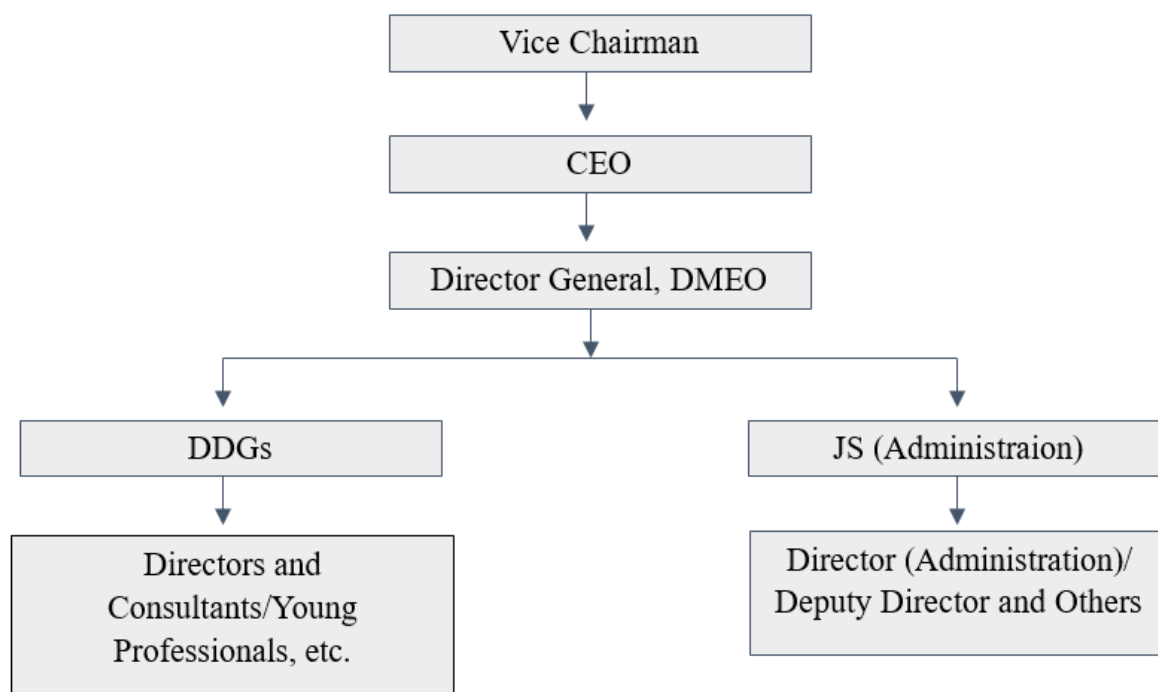 Vice Chairman
CEO
Director General, DMEO
DDGs
JS (Administraion)
Directors and
Consultants/Young
Professionals, etc.
Director (Administration)/
Deputy Director and Others